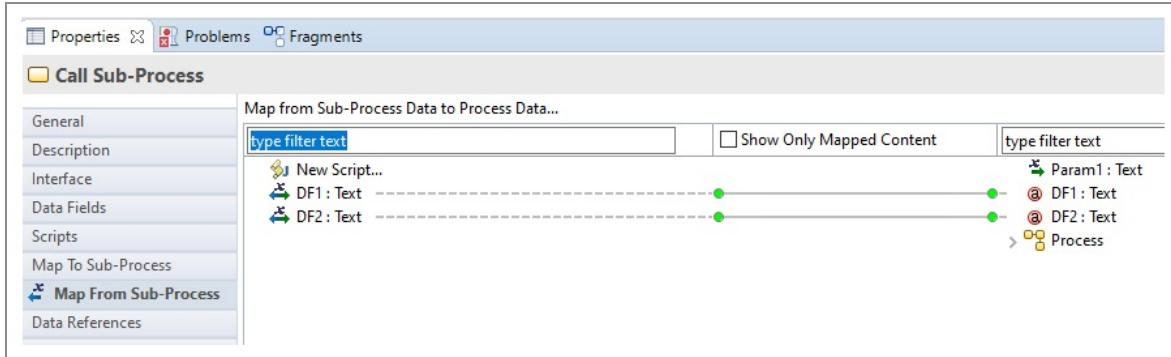 Properties Problems Fragments
Call Sub-Process
Map from Sub-Process Data to Process Data...
General
Description
Interface
Data Fields
Scripts
Map To Sub-Process
Map From Sub-Process
Data References
type filter text Show Only Mapped Content type filter text
New Script... Param1 : Text
DF1 : Text DF1 : Text
DF2 : Text DF2 : Text
Process